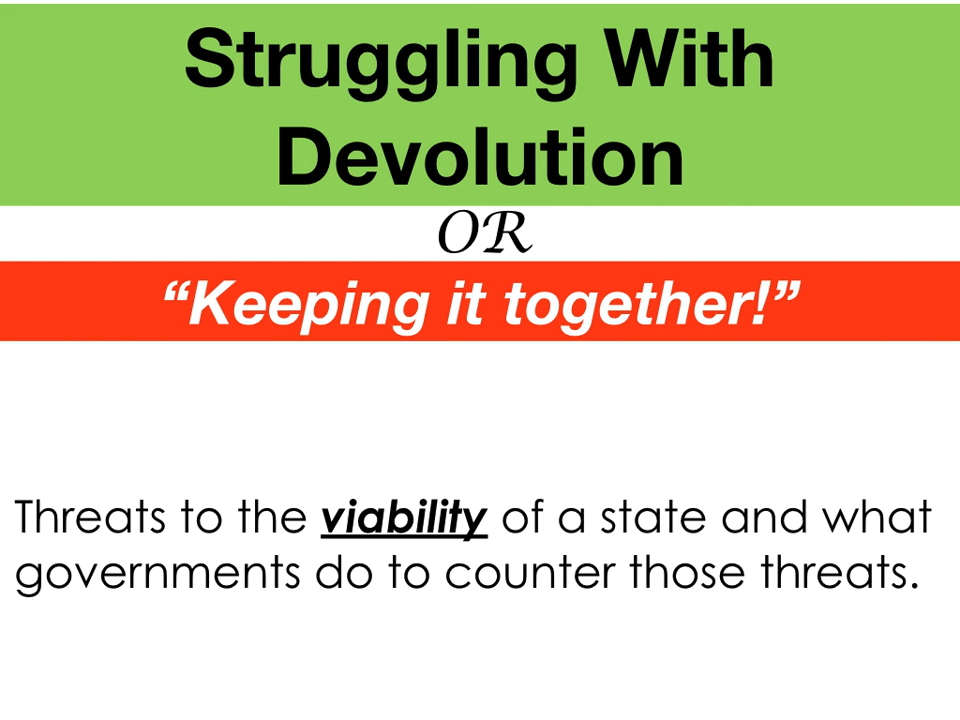 Struggling With
Devolution
OR
“Keeping it together!”
Threats to the viability of a state and what
governments do to counter those threats.